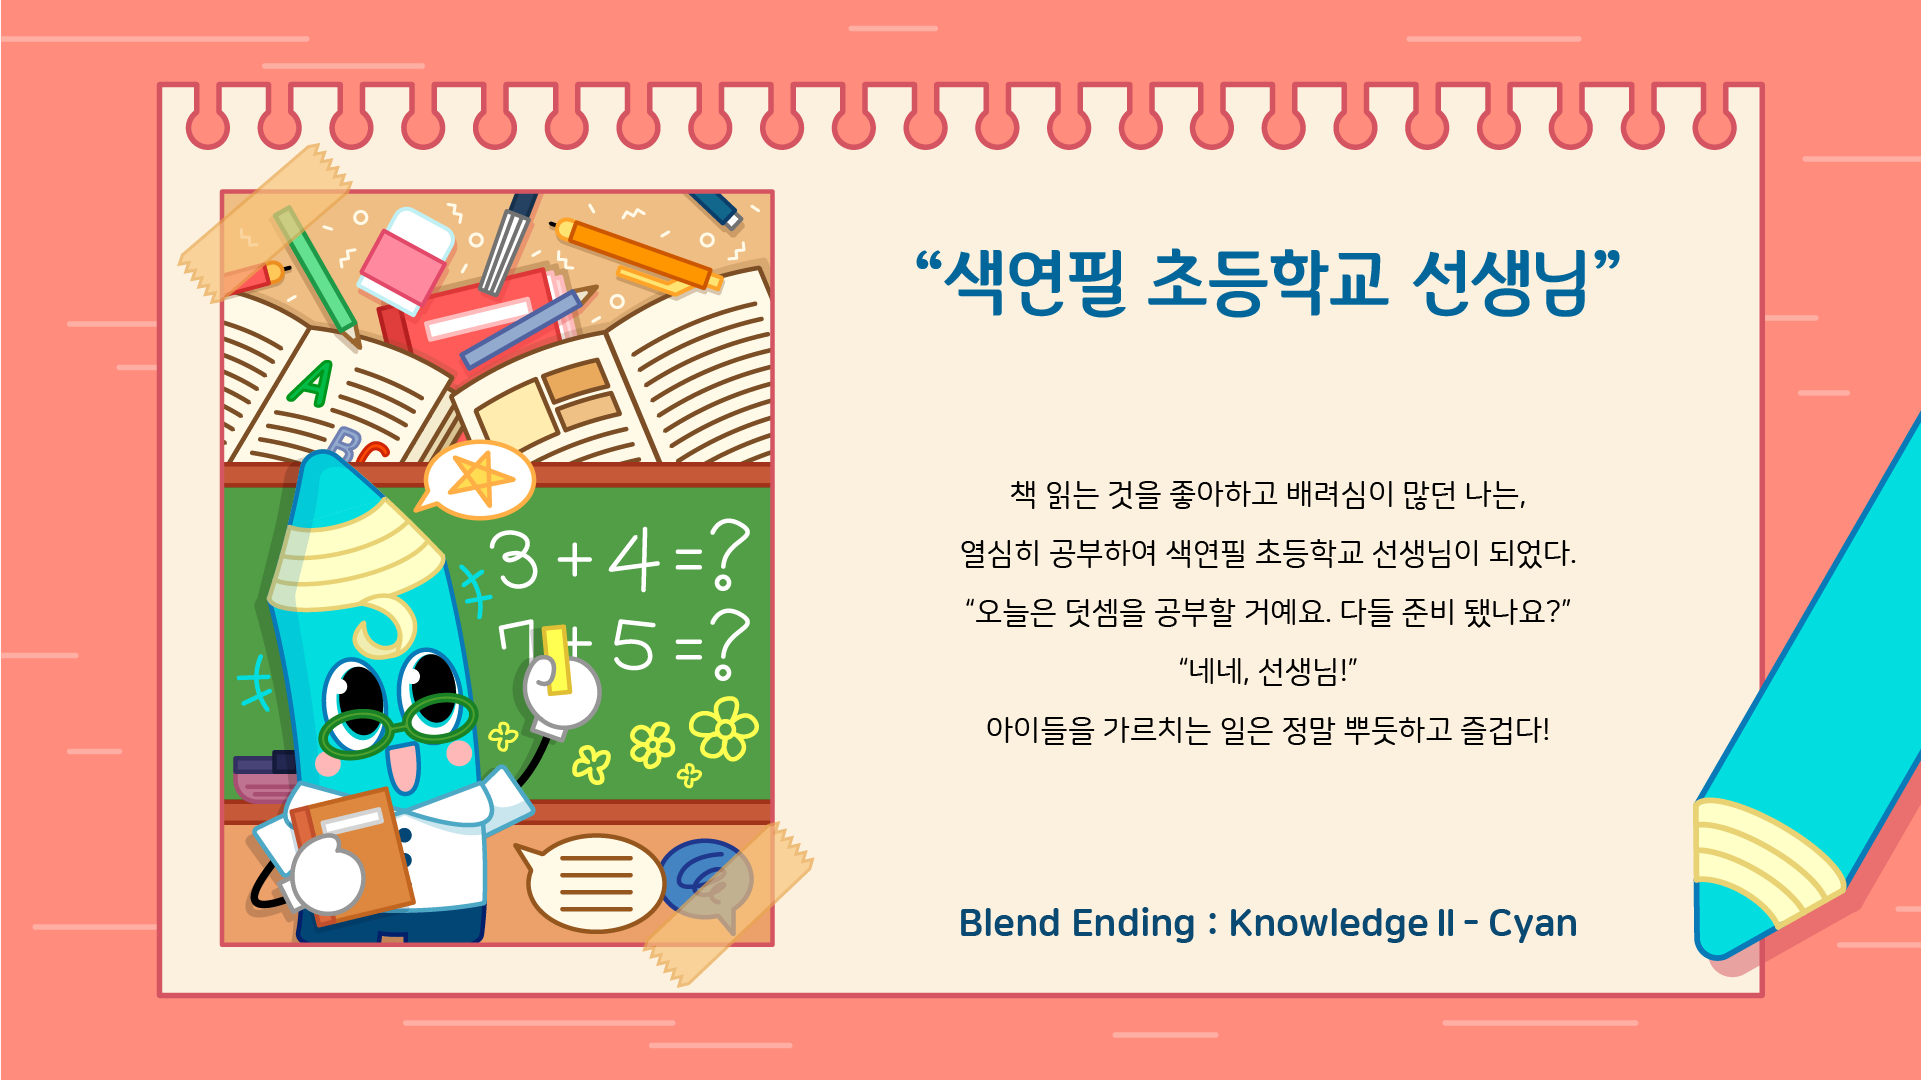 “색연필 초등학교 선생님”
A
B C
3 + 4 = ?
7 + 5 = ?
책 읽는 것을 좋아하고 배려심이 많던 나는,
열심히 공부하여 색연필 초등학교 선생님이 되었다.
“오늘은 덧셈을 공부할 거예요. 다들 준비 됐나요?”
“네네, 선생님!”
아이들을 가르치는 일은 정말 뿌듯하고 즐겁다!
Blend Ending : Knowledge II - Cyan